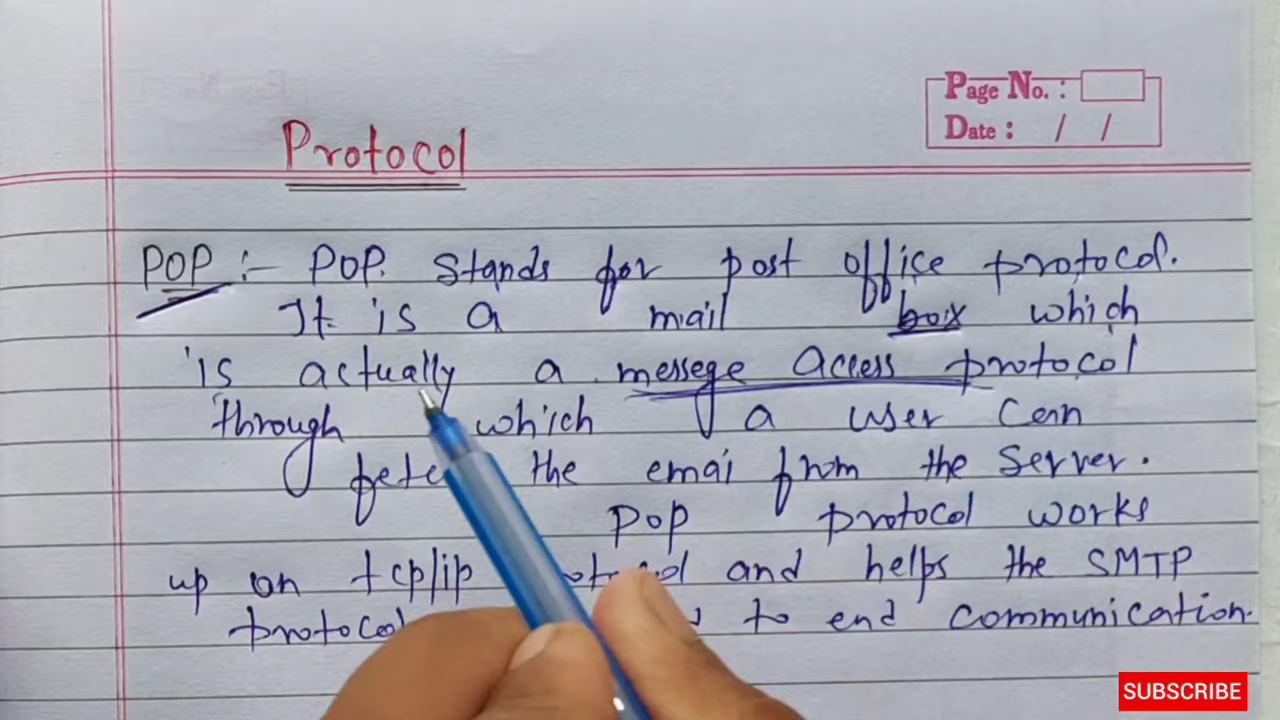 Page No. :
Date : / /
Protocol
POP :- POP. Stands for post office protocol.
It is a mail box which
is actually a messege access protocol
through which a user can
the emai from the server.
POP protocol works
up on tcp/ip and helps the SMTP
protocol to end communication.
SUBSCRIBE